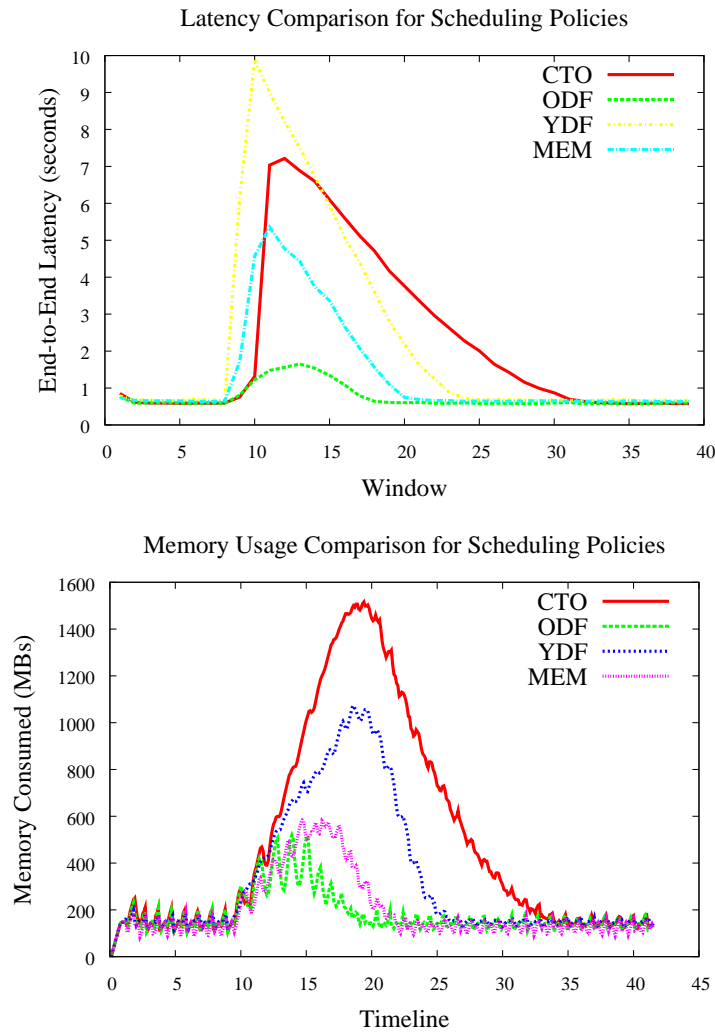 Latency Comparison for Scheduling Policies
10
9
8
7
6
5
4
3
2
1
0
End-to-End Latency (seconds)
CTO
ODF
YDF
MEM
0 5 10 15 20 25 30 35 40
Window
Memory Usage Comparison for Scheduling Policies
1600
1400
1200
1000
800
600
400
200
0
Memory Consumed (MBs)
CTO
ODF
YDF
MEM
0 5 10 15 20 25 30 35 40 45
Timeline